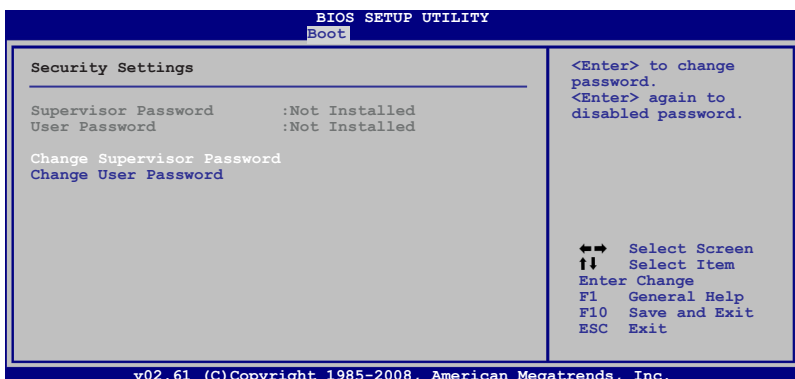 BIOS SETUP UTILITY
Boot
Security Settings
Supervisor Password :Not Installed
User Password :Not Installed
Change Supervisor Password
Change User Password
<Enter> to change
password.
<Enter> again to
disabled password.
←→ Select Screen
↑↓ Select Item
Enter Change
F1 General Help
F10 Save and Exit
ESC Exit
v02.61 (C)Copyright 1985-2008, American Megatrends, Inc.